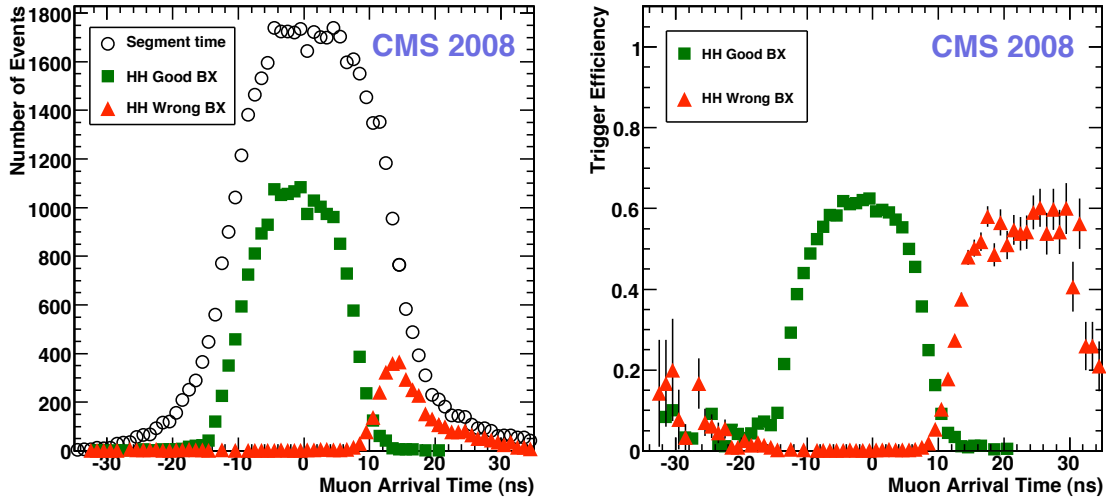 Number of Events
1800
1600
1400
1200
1000
800
600
400
200
0
Segment time
HH Good BX
HH Wrong BX
CMS 2008
-30 -20 -10 0 10 20 30
Muon Arrival Time (ns)
Trigger Efficiency
1
0.8
0.6
0.4
0.2
0
HH Good BX
HH Wrong BX
CMS 2008
-30 -20 -10 0 10 20 30
Muon Arrival Time (ns)